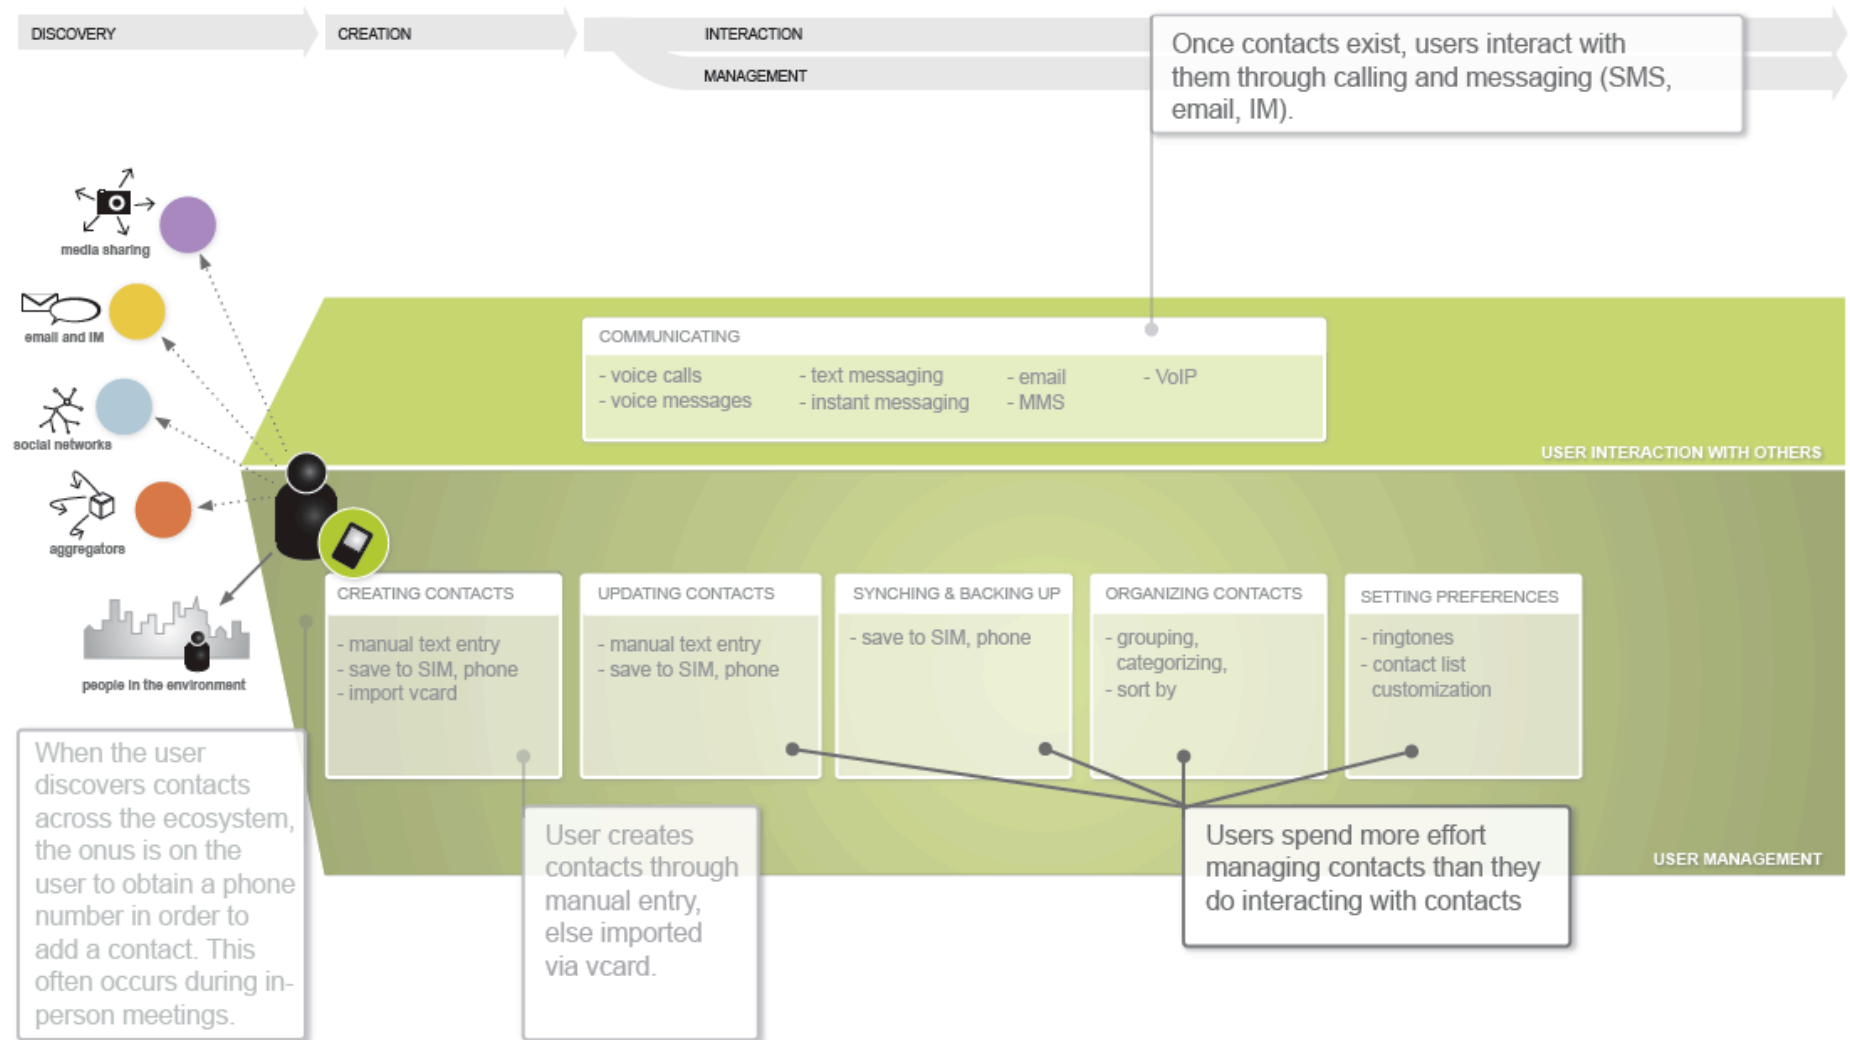 DISCOVERY
CREATION
INTERACTION
MANAGEMENT
Once contacts exist, users interact with
them through calling and messaging (SMS,
email, IM).
media sharing
email and IM
social networks
aggregators
people in the environment
COMMUNICATING
- voice calls
- voice messages
- text messaging
- instant messaging
- email
- MMS
- VoIP
USER INTERACTION WITH OTHERS
CREATING CONTACTS
- manual text entry
- save to SIM, phone
- import vcard
UPDATING CONTACTS
- manual text entry
- save to SIM, phone
SYNCHING & BACKING UP
- save to SIM, phone
ORGANIZING CONTACTS
- grouping,
categorizing,
- sort by
SETTING PREFERENCES
- ringtones
- contact list
customization
When the user
discovers contacts
across the ecosystem,
the onus is on the
user to obtain a phone
number in order to
add a contact. This
often occurs during in-
person meetings.
User creates
contacts through
manual entry,
else imported
via vcard.
Users spend more effort
managing contacts than they
do interacting with contacts
USER MANAGEMENT